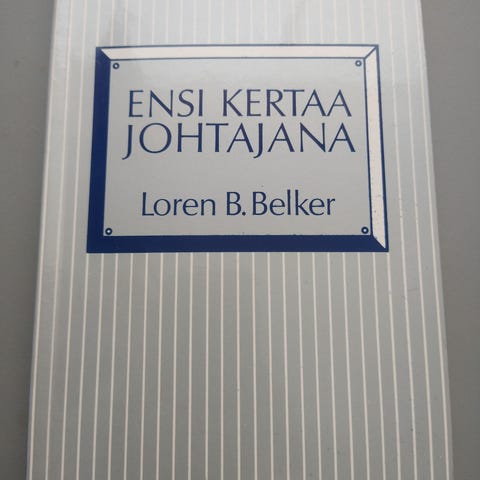 ENSI KERTAA
JOHTAJANA
Loren B. Belker